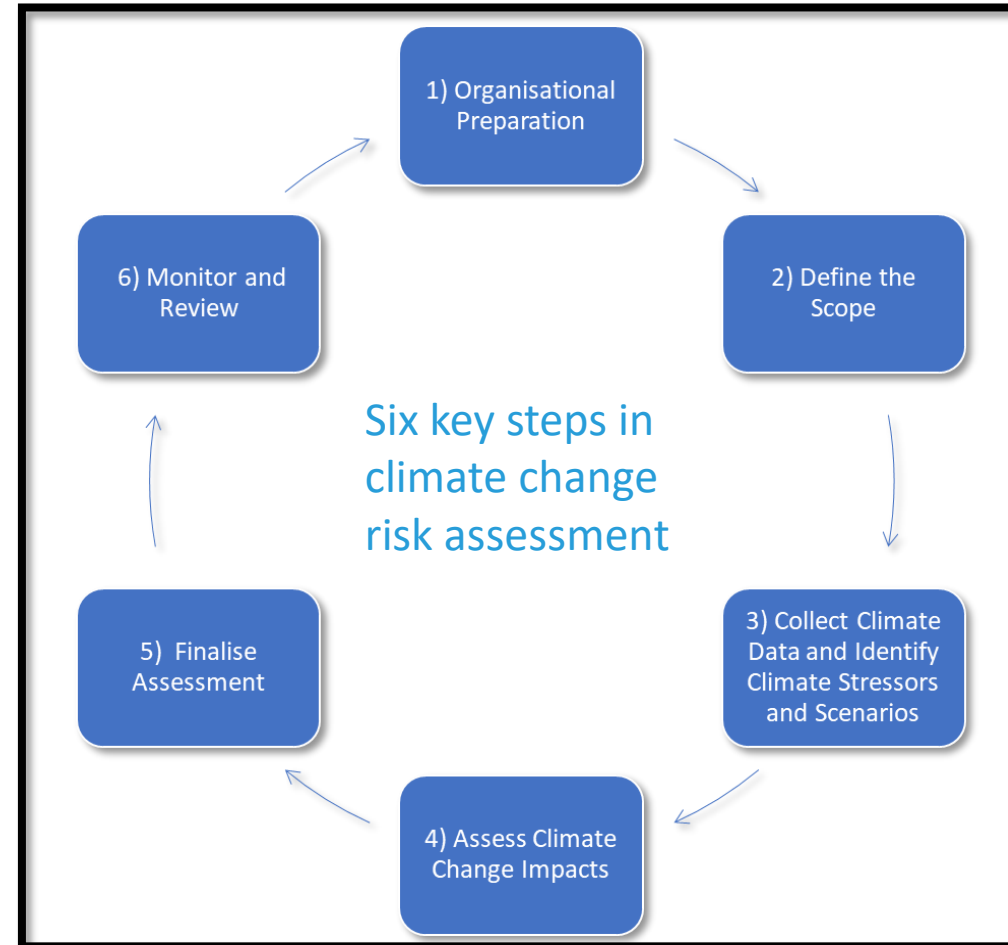 1) Organisational
Preparation
2) Define the
Scope
3) Collect Climate
Data and Identify
Climate Stressors
and Scenarios
4) Assess Climate
Change Impacts
5) Finalise
Assessment
6) Monitor and
Review
Six key steps in
climate change
risk assessment